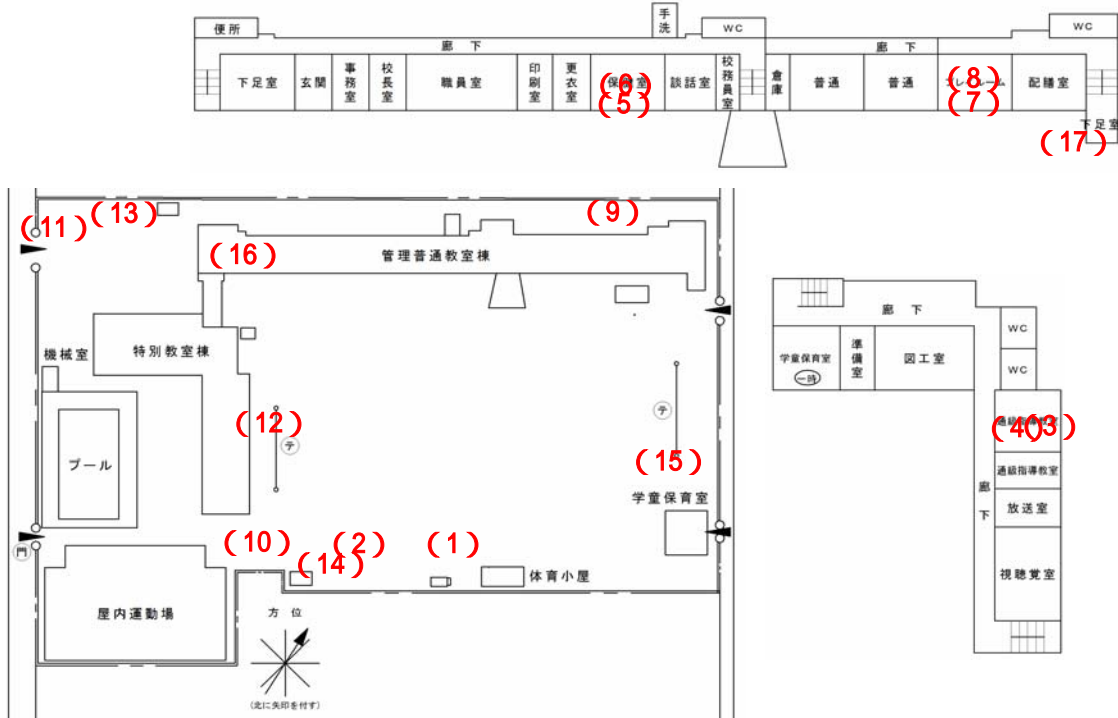 便所
手洗
WC
WC
廊下
廊下
下足室
玄関
事務室
校長室
職員室
印刷室
更衣室
(6)
(5)
談話室
校務員室
倉庫
普通
普通
(8)
(7)
配膳室
下足室
(17)
(11)
(13)
(9)
(16)
管理普通教室棟
機械室
特別教室棟
プール
(12)
テ
テ
(15)
学童保育室
門
(10)
(2)
(14)
(1)
体育小屋
屋内運動場
方位
(北に矢印を付す)
廊下
WC
WC
学童保育室
一時
準備室
図工室
(4)
(3)
通級指導教室
廊下
放送室
視聴覚室